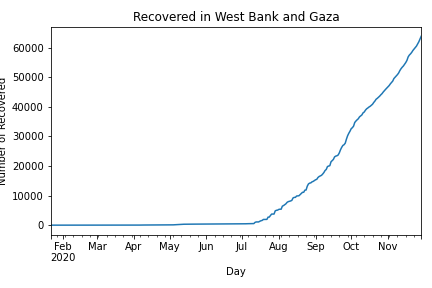 Recovered in West Bank and Gaza
Number of Recovered
60000
50000
40000
30000
20000
10000
0
Feb Mar Apr May Jun Jul Aug Sep Oct Nov
2020
Day